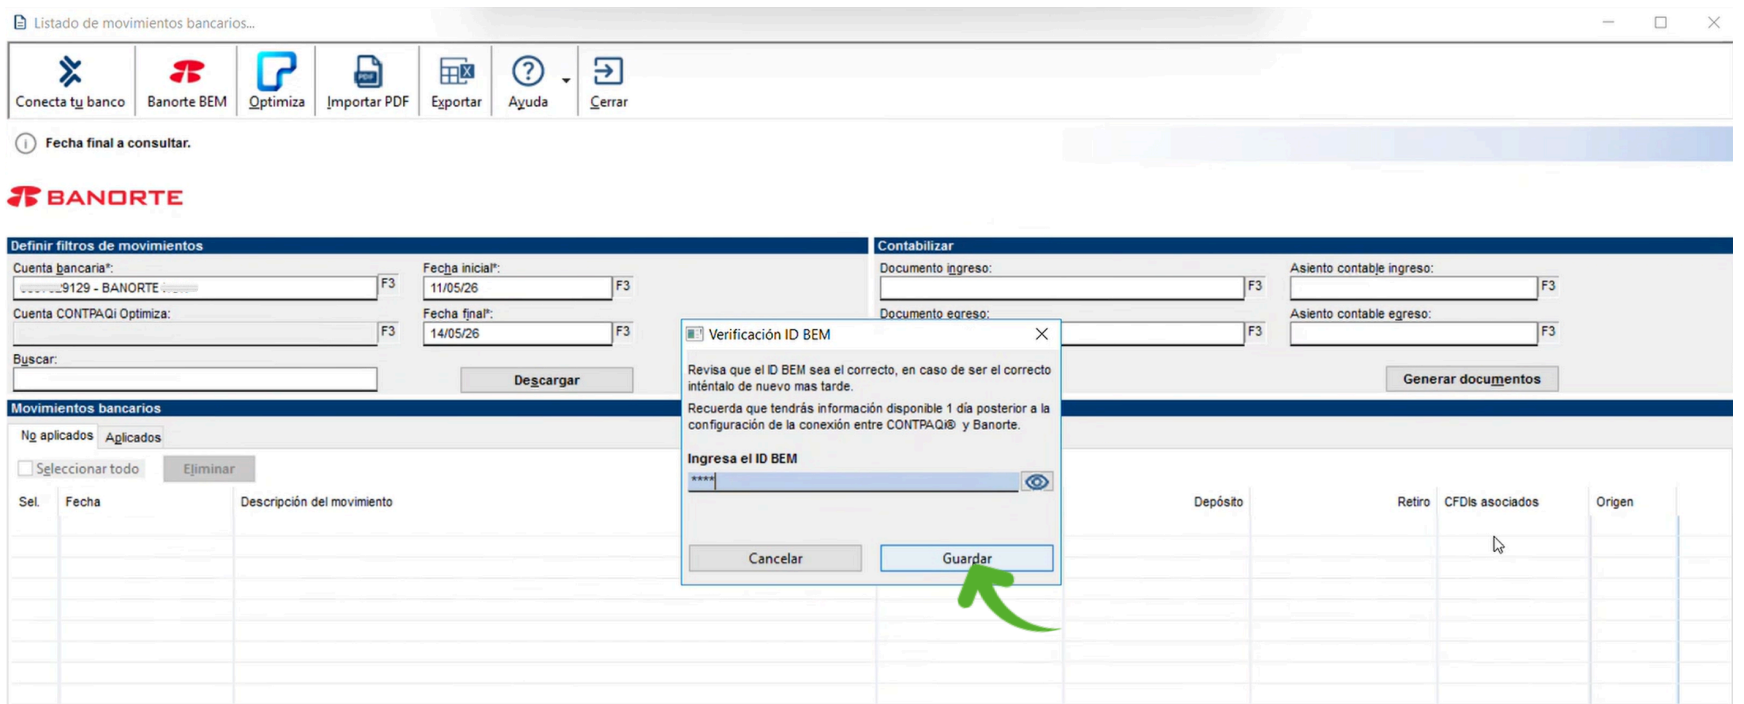 Listado de movimientos bancarios...
Conecta tu banco
Banorte BEM
Optimiza
PDF
Importar PDF
X
Exportar
?
Ayuda
Cerrar
i
Fecha final a consultar.
BANORTE
Definir filtros de movimientos
Contabilizar
Cuenta bancaria*:
Fecha inicial*:
Documento ingreso:
Asiento contable ingreso:
9129 - BANORTE
F3
11/05/26
F3
F3
F3
Cuenta CONTPAQi Optimiza:
Fecha final*:
Documento egreso:
Asiento contable egreso:
F3
14/05/26
F3
F3
F3
Buscar:
Descargar
Generar documentos
Verificación ID BEM
Revisa que el ID BEM sea el correcto, en caso de ser el correcto
inténtalo de nuevo mas tarde.
Recuerda que tendrás información disponible 1 día posterior a la
configuración de la conexión entre CONTPAQi® y Banorte.
Ingresa el ID BEM
****
Cancelar
Guardar
Movimientos bancarios
No aplicados
Aplicados
Seleccionar todo
Eliminar
Sel.
Fecha
Descripción del movimiento
Depósito
Retiro
CFDIs asociados
Origen